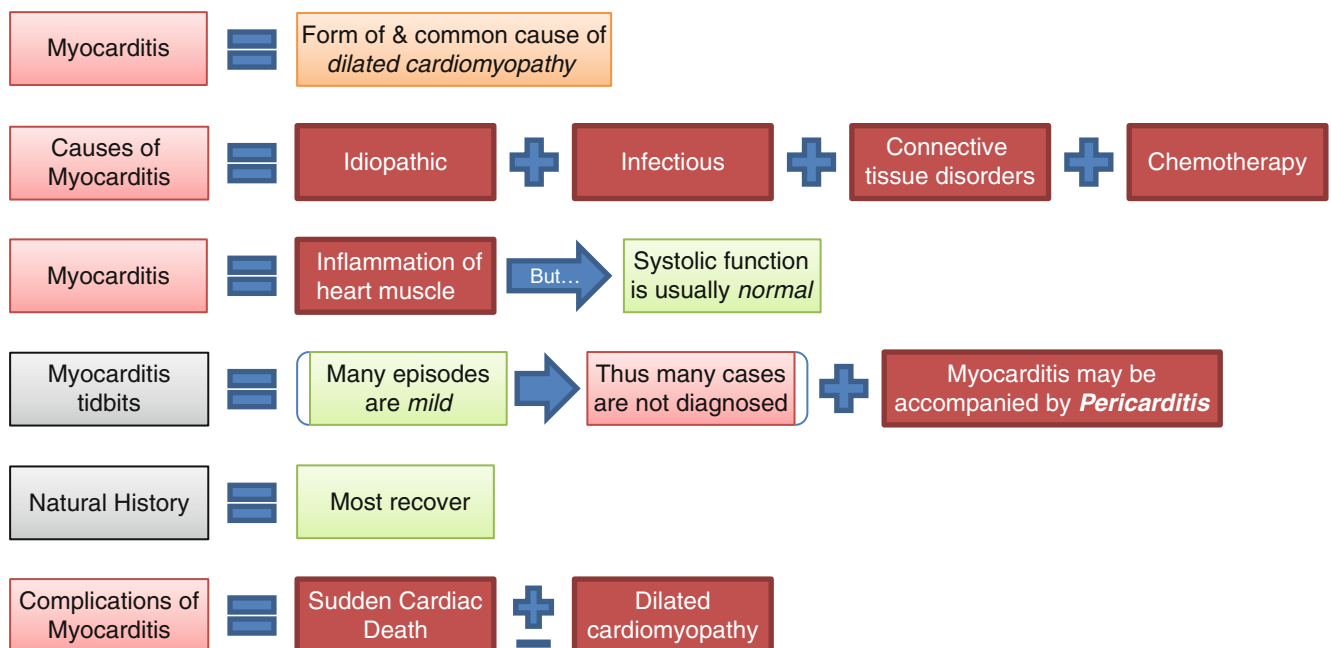 Myocarditis
Form of & common cause of
dilated cardiomyopathy
Causes of
Myocarditis
Idiopathic
Infectious
Connective
tissue disorders
Chemotherapy
Myocarditis
Inflammation of
heart muscle
But…
Systolic function
is usually normal
Myocarditis
tidbits
Many episodes
are mild
Thus many cases
are not diagnosed
Myocarditis may be
accompanied by Pericarditis
Natural History
Most recover
Complications of
Myocarditis
Sudden Cardiac
Death
Dilated
cardiomyopathy